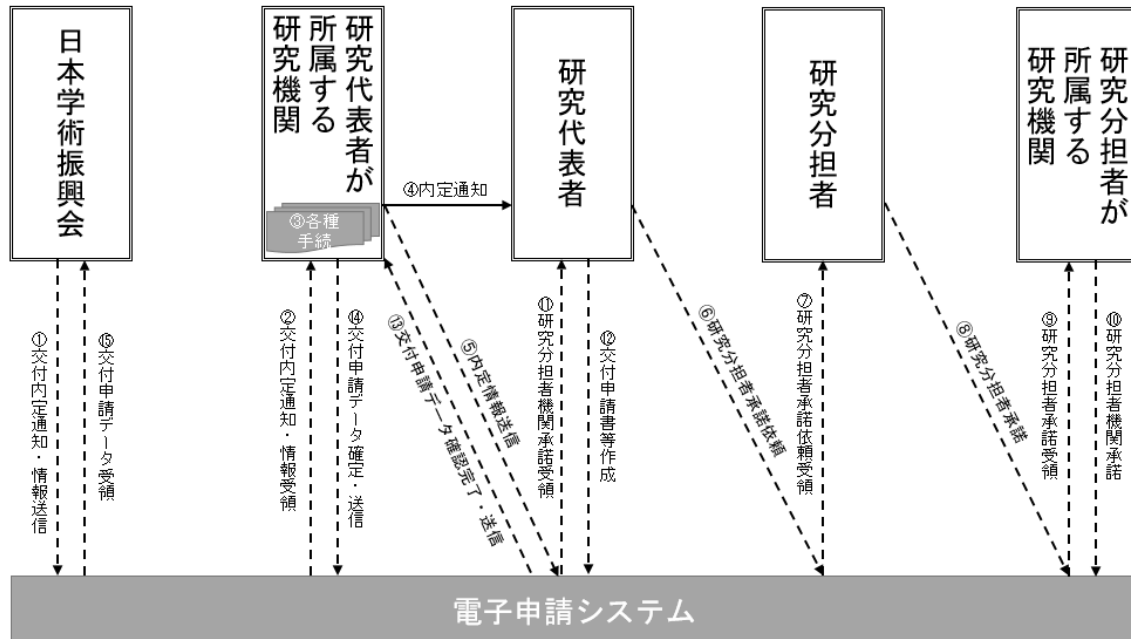 日本学術振興会
研究代表者が
所属する
研究機関
③各種
手続
研究代表者
研究分担者
研究分担者が
所属する
研究機関
④内定通知
①交付内定通知・情報送信
⑮交付申請データ受領
②交付内定通知・情報受領
⑭交付申請データ確定・送信
⑬交付申請データ確認完了・送信
⑤内定情報送信
⑪研究分担者機関承諾受領
⑫交付申請書等作成
⑥研究分担者承諾依頼
⑦研究分担者承諾依頼受領
⑧研究分担者承諾
⑨研究分担者承諾受領
⑩研究分担者機関承諾
電子申請システム